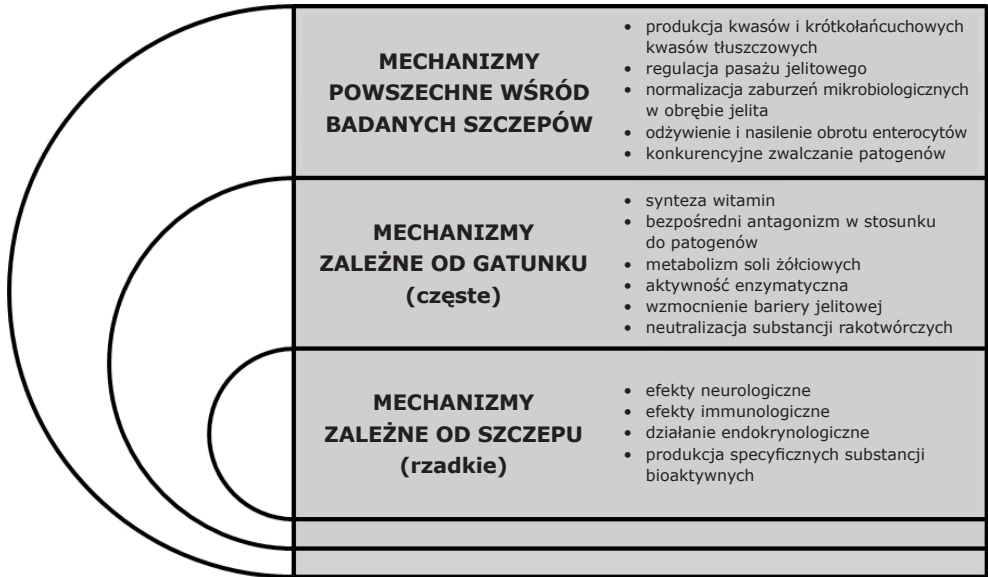 MECHANIZMY
POWSZECHNE WŚRÓD
BADANYCH SZCZEPÓW
• produkcja kwasów i krótkołańcuchowych
kwasów tłuszczowych
• regulacja pasażu jelitowego
• normalizacja zaburzeń mikrobiologicznych
w obrębie jelita
• odżywienie i nasilenie obrotu enterocytów
• konkurencyjne zwalczanie patogenów
MECHANIZMY
ZALEŻNE OD GATUNKU
(częste)
• synteza witamin
• bezpośredni antagonizm w stosunku
do patogenów
• metabolizm soli żółciowych
• aktywność enzymatyczna
• wzmocnienie bariery jelitowej
• neutralizacja substancji rakotwórczych
MECHANIZMY
ZALEŻNE OD SZCZEPU
(rzadkie)
• efekty neurologiczne
• efekty immunologiczne
• działanie endokrynologiczne
• produkcja specyficznych substancji
bioaktywnych